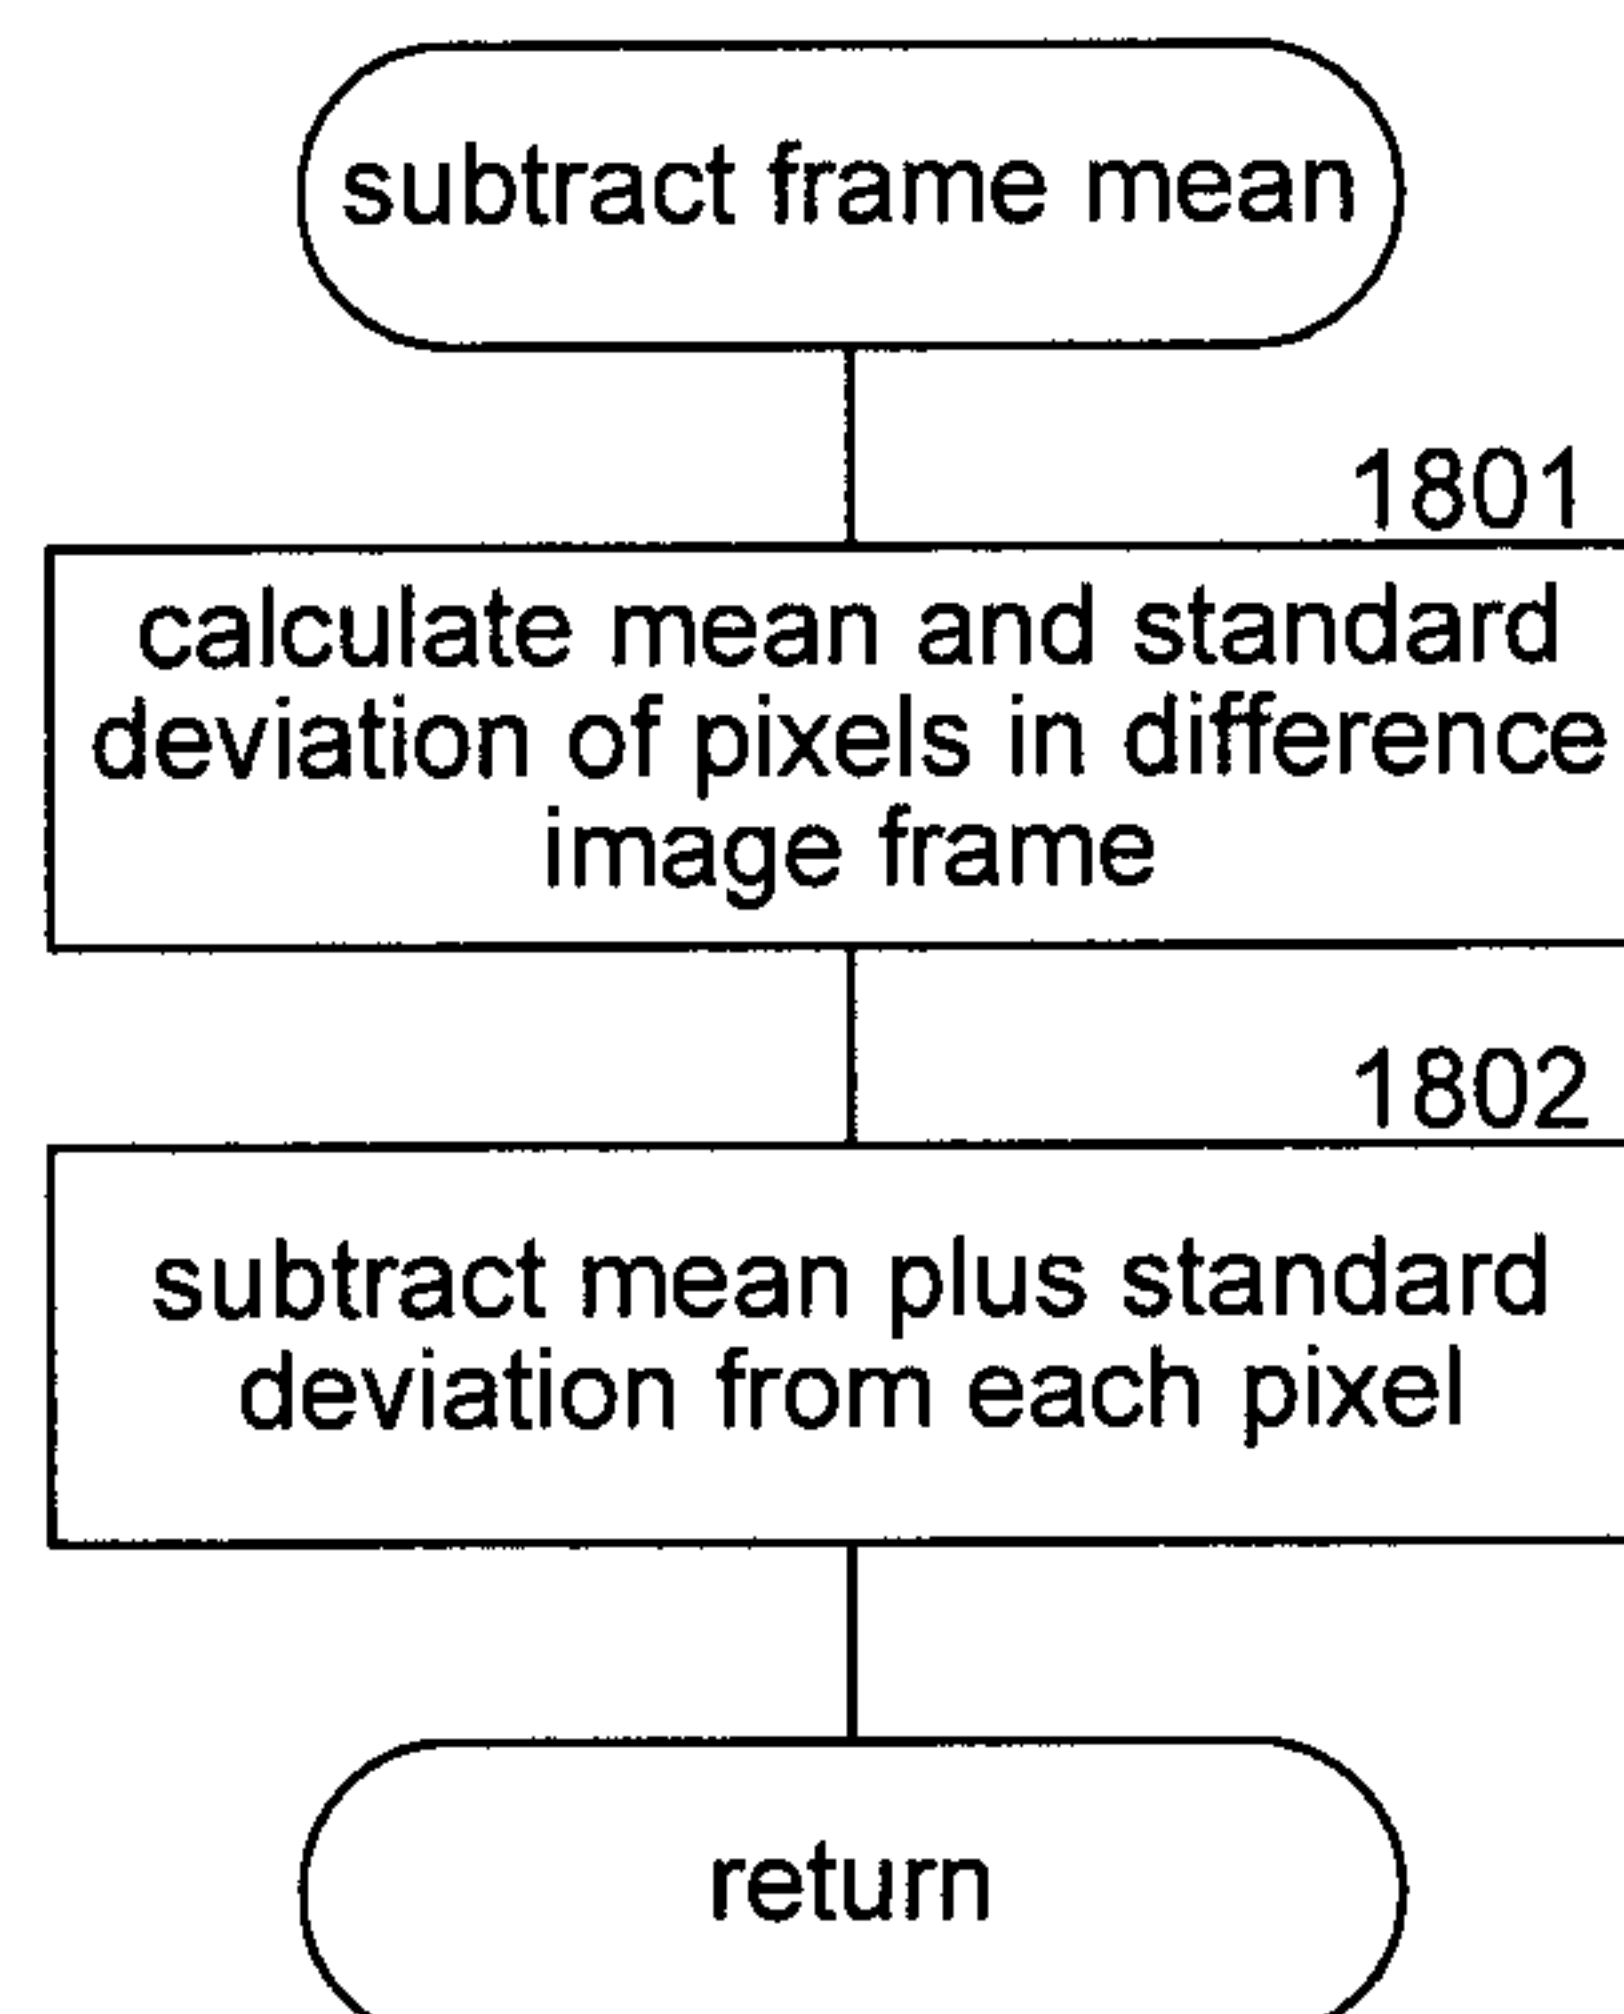 subtract frame mean
1801
calculate mean and standard
deviation of pixels in difference
image frame
1802
subtract mean plus standard
deviation from each pixel
return